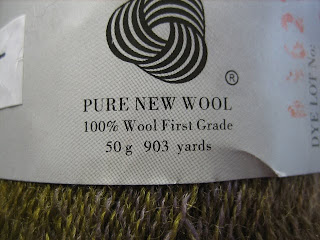 ®
PURE NEW WOOL
100% Wool First Grade
50 g 903 yards
DYE LOT No: